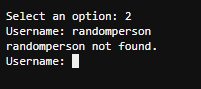 Select an option: 2
Username: randomperson
randomperson not found.
Username: